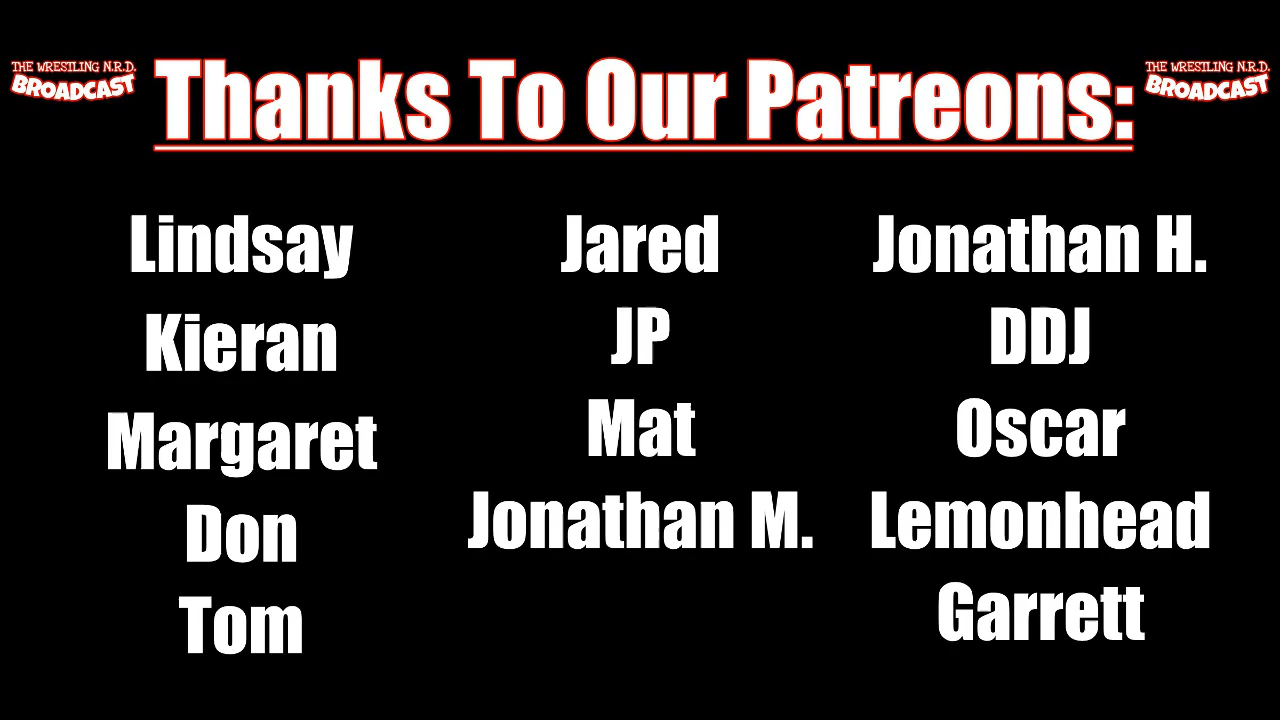 THE WRESTLING N.R.D.
BROADCAST
Thanks To Our Patreons:
THE WRESTLING N.R.D.
BROADCAST
Lindsay
Kieran
Margaret
Don
Tom
Jared
JP
Mat
Jonathan M.
Jonathan H.
DDJ
Oscar
Lemonhead
Garrett